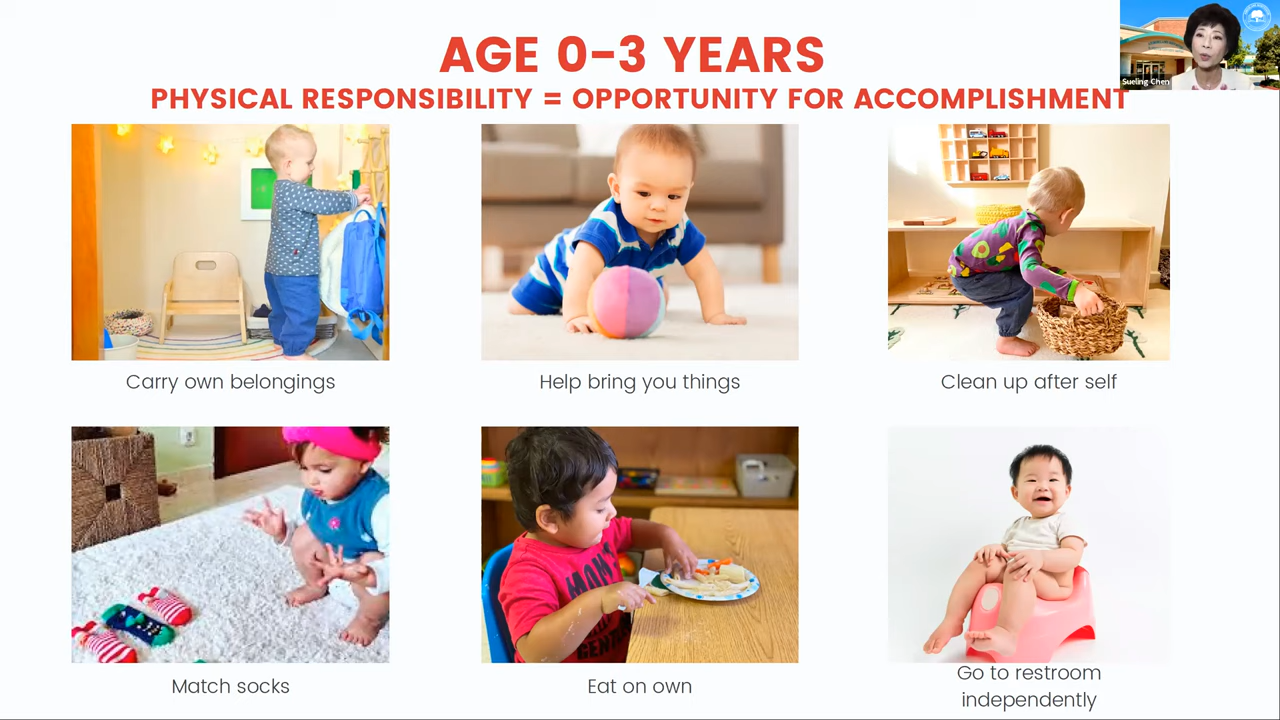 AGE 0-3 YEARS
PHYSICAL RESPONSIBILITY = OPPORTUNITY FOR ACCOMPLISHMENT
Sueling Chen
Carry own belongings
Help bring you things
Clean up after self
MOM'S
Match socks
Eat on own
Go to restroom
independently